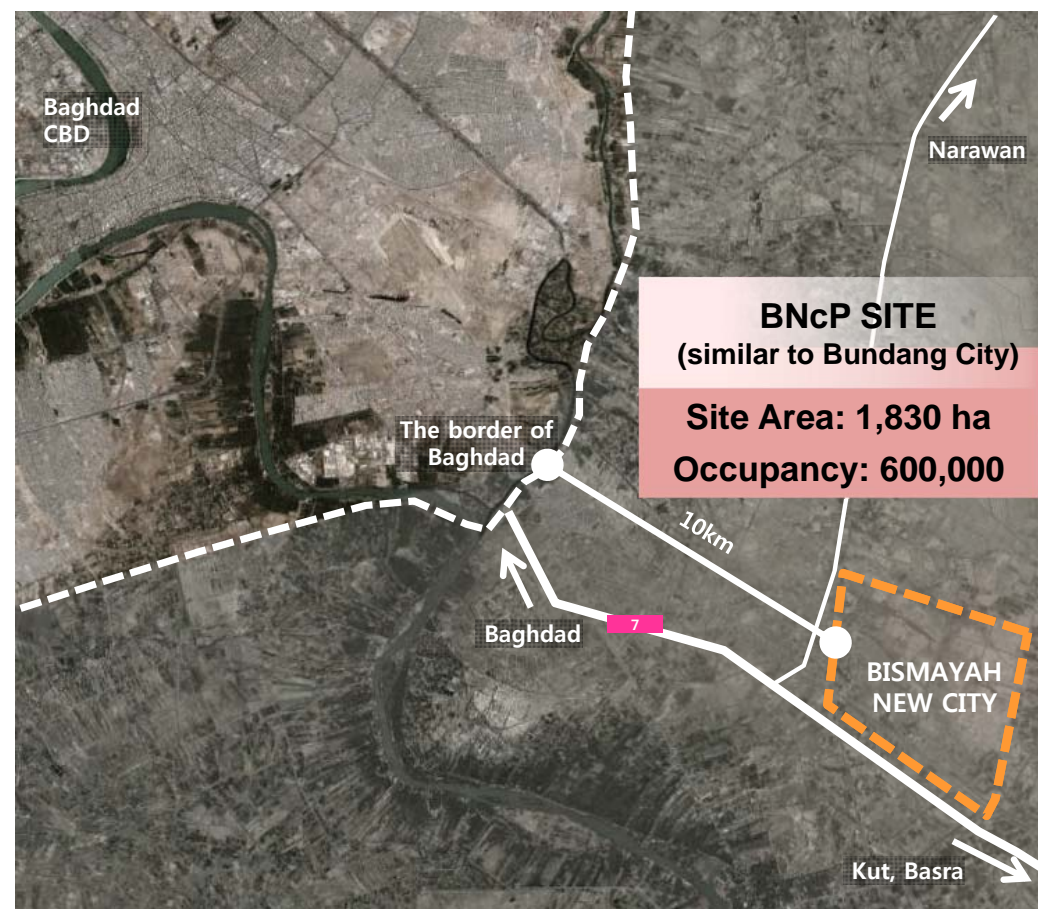 Baghdad
CBD
Narawan
BNcP SITE
(similar to Bundang City)
Site Area: 1,830 ha
Occupancy: 600,000
The border of
Baghdad
10km
Baghdad
7
BISMAYAH
NEW CITY
Kut, Basra